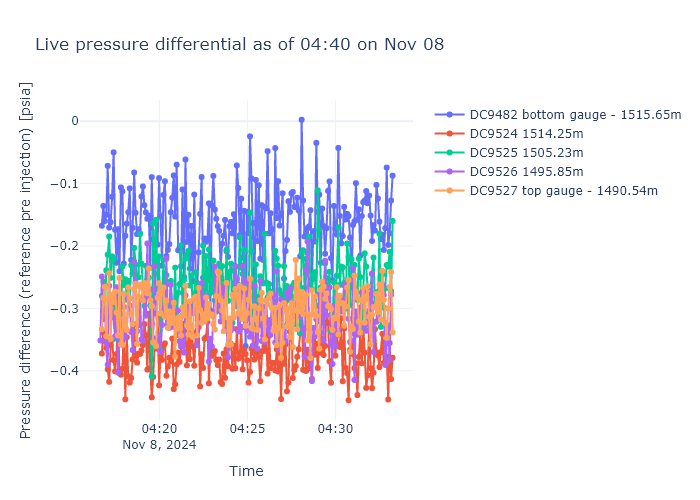 Live pressure differential as of 04:40 on Nov 08
Pressure difference (reference pre injection) [psia]
0
−0.1
−0.2
−0.3
−0.4
04:20
Nov 8, 2024
04:25
04:30
Time
DC9482 bottom gauge - 1515.65m
DC9524 1514.25m
DC9525 1505.23m
DC9526 1495.85m
DC9527 top gauge - 1490.54m